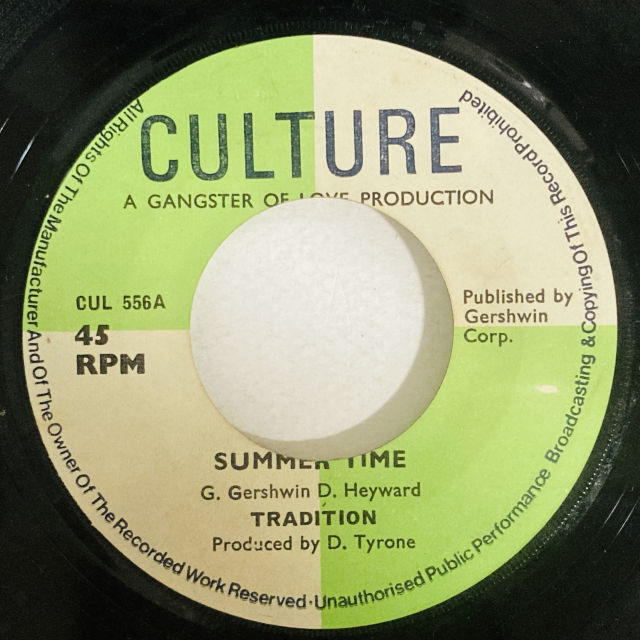 All Rights Of The Manufacturer And Of The Owner Of The Recorded Work Reserved · Unauthorised Public Performance Broadcasting & Copying Of This Record Prohibited
CULTURE
A GANGSTER OF LOVE PRODUCTION
CUL 556A
45
RPM
Published by
Gershwin
Corp.
SUMMER TIME
G. Gershwin D. Heyward
TRADITION
Produced by D. Tyrone